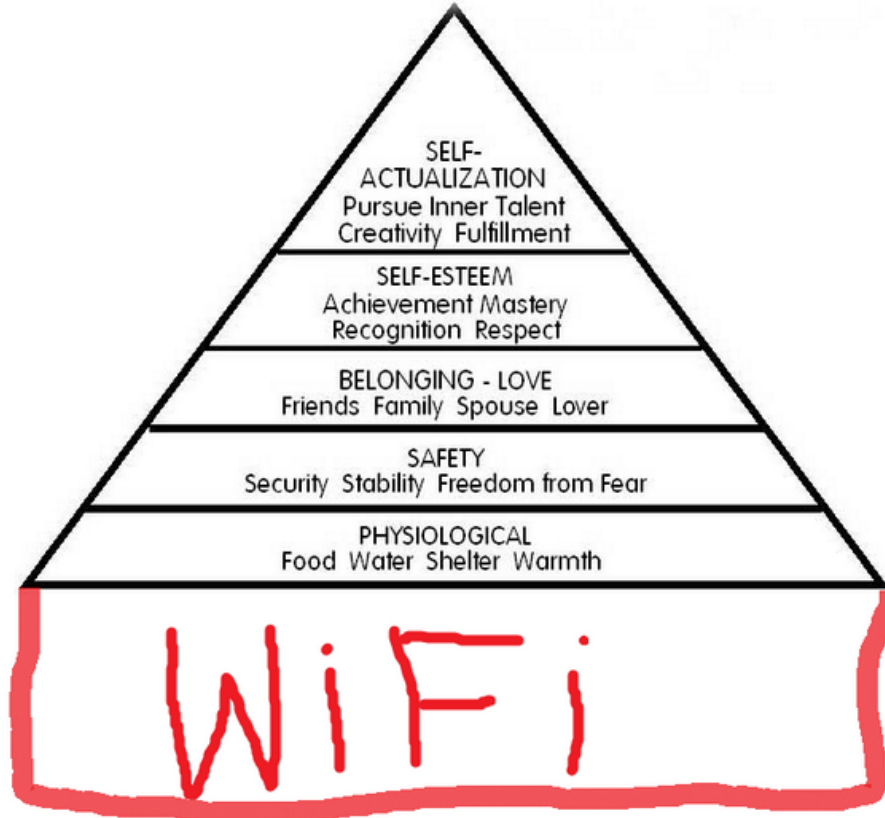 SELF-
ACTUALIZATION
Pursue Inner Talent
Creativity Fulfillment
SELF-ESTEEM
Achievement Mastery
Recognition Respect
BELONGING - LOVE
Friends Family Spouse Lover
SAFETY
Security Stability Freedom from Fear
PHYSIOLOGICAL
Food Water Shelter Warmth
WiFi